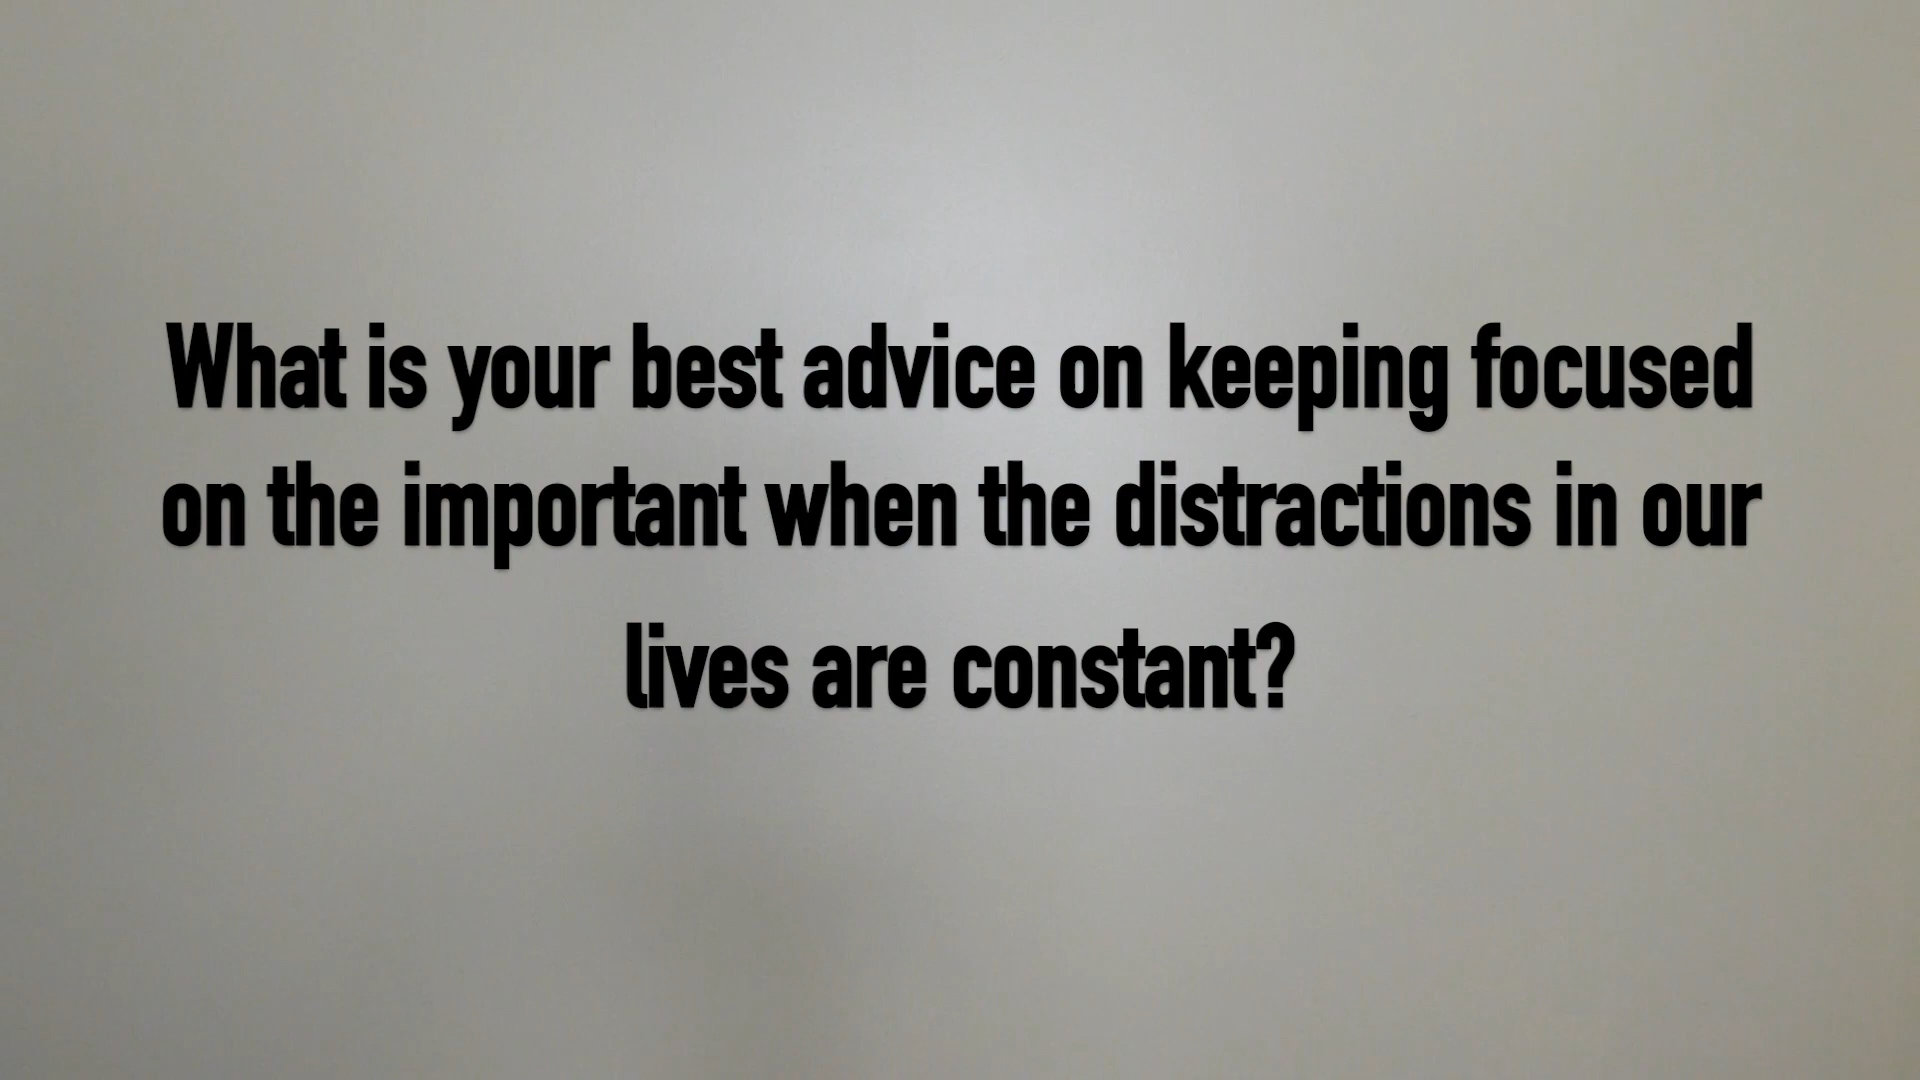 What is your best advice on keeping focused
on the important when the distractions in our
lives are constant?